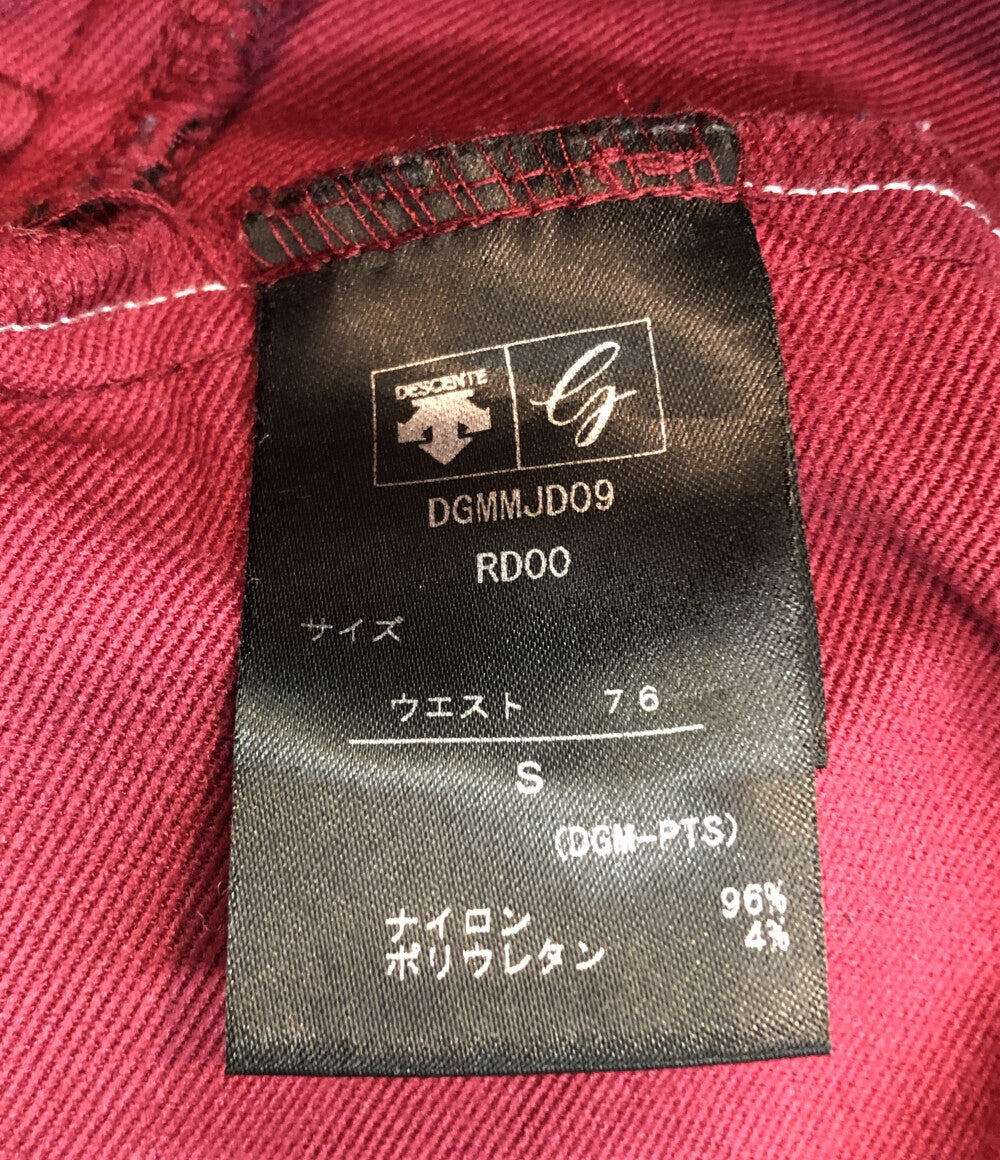 DESCENTE
G
DGMMJD09
RD00
サイズ
ウエスト 76
S
(DGM-PTS)
ナイロン 96%
ポリウレタン 4%